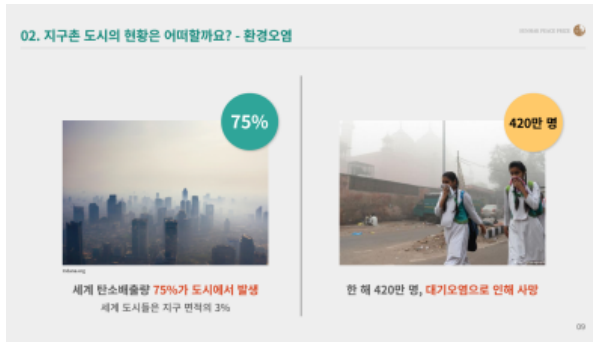 02. 지구촌 도시의 현황은 어떠할까요? - 환경오염
75%
세계 탄소배출량 75%가 도시에서 발생
세계 도시들은 지구 면적의 3%
420만 명
한 해 420만 명, 대기오염으로 인해 사망
09